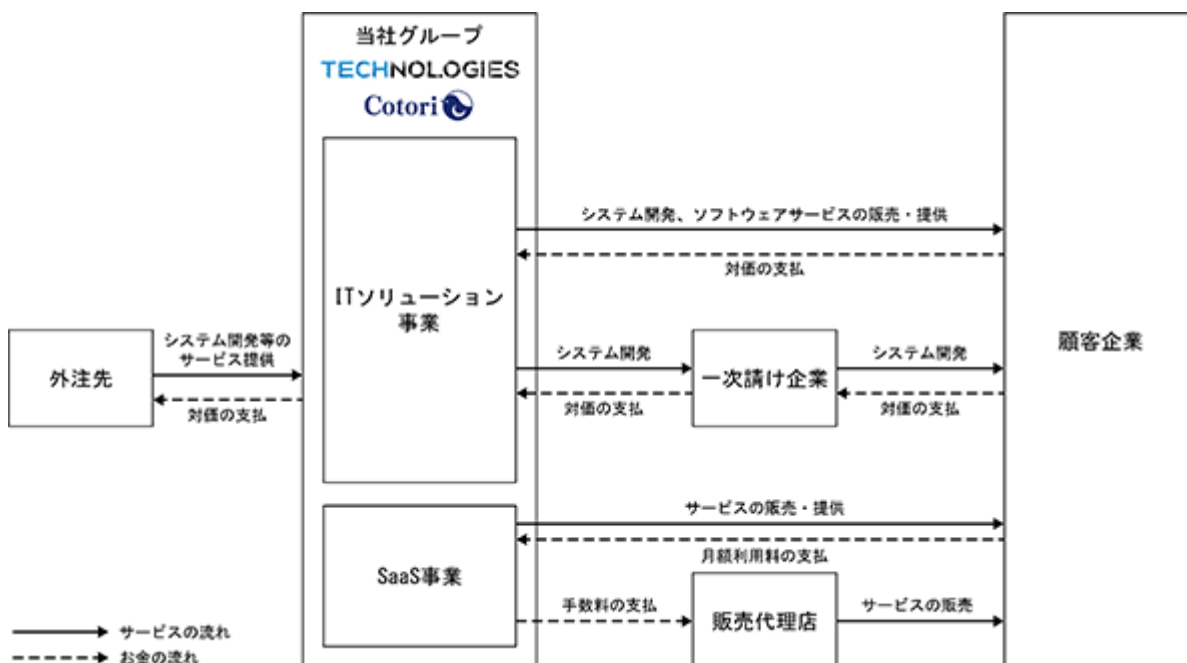 当社グループ
TECHNOLOGIES
Cotori
システム開発、ソフトウェアサービスの販売・提供
対価の支払
ITソリューション
事業
外注先
システム開発等の
サービス提供
対価の支払
システム開発
対価の支払
一次請け企業
システム開発
対価の支払
顧客企業
サービスの販売・提供
月額利用料の支払
SaaS事業
手数料の支払
販売代理店
サービスの販売
サービスの流れ
お金の流れ